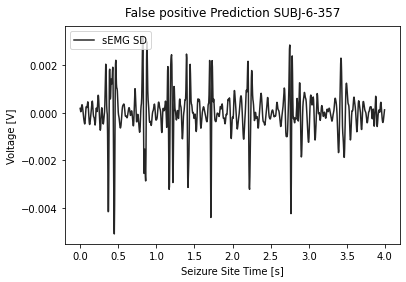 False positive Prediction SUBJ-6-357
sEMG SD
Voltage [V]
0.002
0.000
−0.002
−0.004
0.0 0.5 1.0 1.5 2.0 2.5 3.0 3.5 4.0
Seizure Site Time [s]